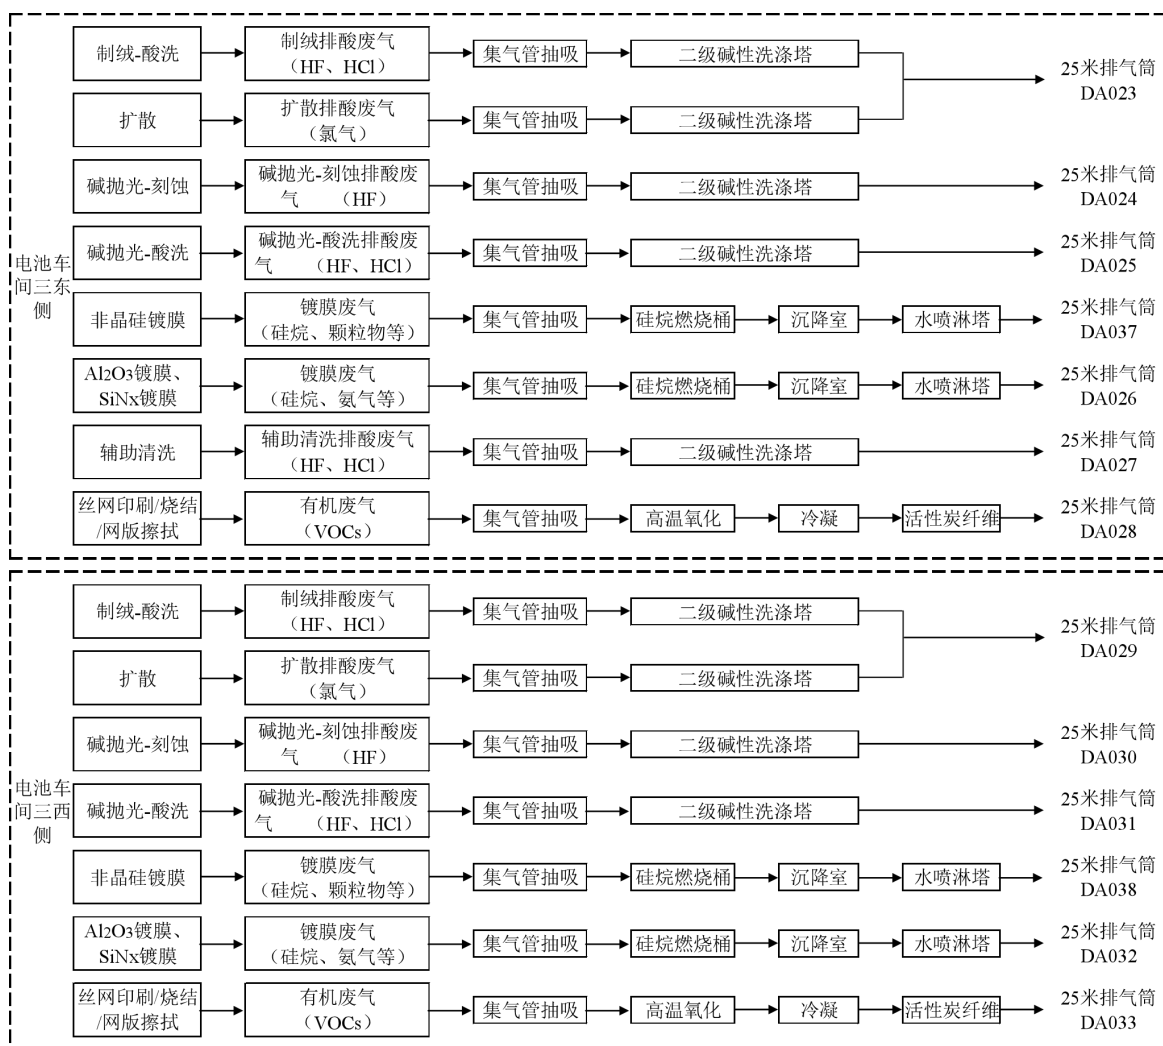 电池车
间三东
侧
制绒-酸洗
制绒排酸废气
（HF、HCl）
集气管抽吸
二级碱性洗涤塔
扩散
扩散排酸废气
（氯气）
集气管抽吸
二级碱性洗涤塔
25米排气筒
DA023
碱抛光-刻蚀
碱抛光-刻蚀排酸废
气 （HF）
集气管抽吸
二级碱性洗涤塔
25米排气筒
DA024
碱抛光-酸洗
碱抛光-酸洗排酸废
气 （HF、HCl）
集气管抽吸
二级碱性洗涤塔
25米排气筒
DA025
非晶硅镀膜
镀膜废气
（硅烷、颗粒物等）
集气管抽吸
硅烷燃烧桶
沉降室
水喷淋塔
25米排气筒
DA037
Al2O3镀膜、
SiNx镀膜
镀膜废气
（硅烷、氨气等）
集气管抽吸
硅烷燃烧桶
沉降室
水喷淋塔
25米排气筒
DA026
辅助清洗
辅助清洗排酸废气
（HF、HCl）
集气管抽吸
二级碱性洗涤塔
25米排气筒
DA027
丝网印刷/烧结
/网版擦拭
有机废气
（VOCs）
集气管抽吸
高温氧化
冷凝
活性炭纤维
25米排气筒
DA028
电池车
间三西
侧
制绒-酸洗
制绒排酸废气
（HF、HCl）
集气管抽吸
二级碱性洗涤塔
扩散
扩散排酸废气
（氯气）
集气管抽吸
二级碱性洗涤塔
25米排气筒
DA029
碱抛光-刻蚀
碱抛光-刻蚀排酸废
气 （HF）
集气管抽吸
二级碱性洗涤塔
25米排气筒
DA030
碱抛光-酸洗
碱抛光-酸洗排酸废
气 （HF、HCl）
集气管抽吸
二级碱性洗涤塔
25米排气筒
DA031
非晶硅镀膜
镀膜废气
（硅烷、颗粒物等）
集气管抽吸
硅烷燃烧桶
沉降室
水喷淋塔
25米排气筒
DA038
Al2O3镀膜、
SiNx镀膜
镀膜废气
（硅烷、氨气等）
集气管抽吸
硅烷燃烧桶
沉降室
水喷淋塔
25米排气筒
DA032
丝网印刷/烧结
/网版擦拭
有机废气
（VOCs）
集气管抽吸
高温氧化
冷凝
活性炭纤维
25米排气筒
DA033